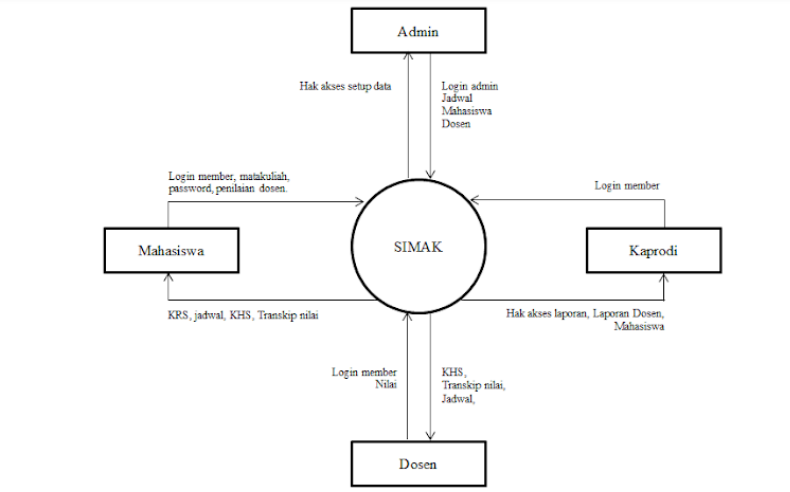 Admin
Hak akses setup data
Login admin
Jadwal
Mahasiswa
Dosen
Login member, matakuliah,
password, penilaian dosen.
Login member
Mahasiswa
SIMAK
Kaprodi
KRS, jadwal, KHS, Transkip nilai
Hak akses laporan, Laporan Dosen,
Mahasiswa
Login member
Nilai
KHS,
Transkip nilai,
Jadwal,
Dosen